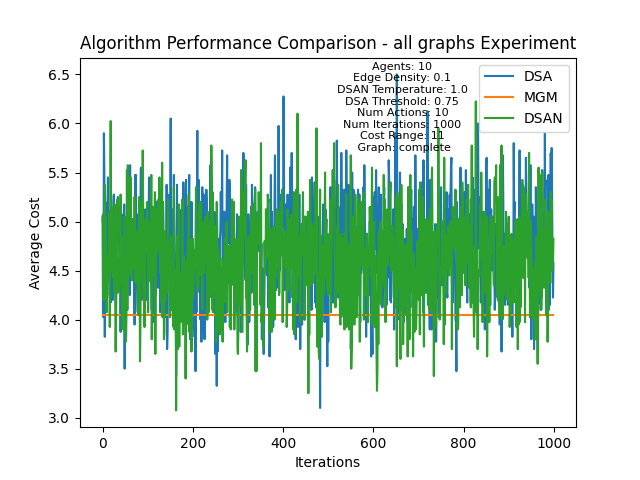 Algorithm Performance Comparison - all graphs Experiment
Agents: 10
Edge Density: 0.1
DSAN Temperature: 1.0
DSA Threshold: 0.75
Num Actions: 10
Num Iterations: 1000
Cost Range: 11
Graph: complete
DSA
MGM
DSAN
Average Cost
6.5
6.0
5.5
5.0
4.5
4.0
3.5
3.0
0
200
400
600
800
1000
Iterations